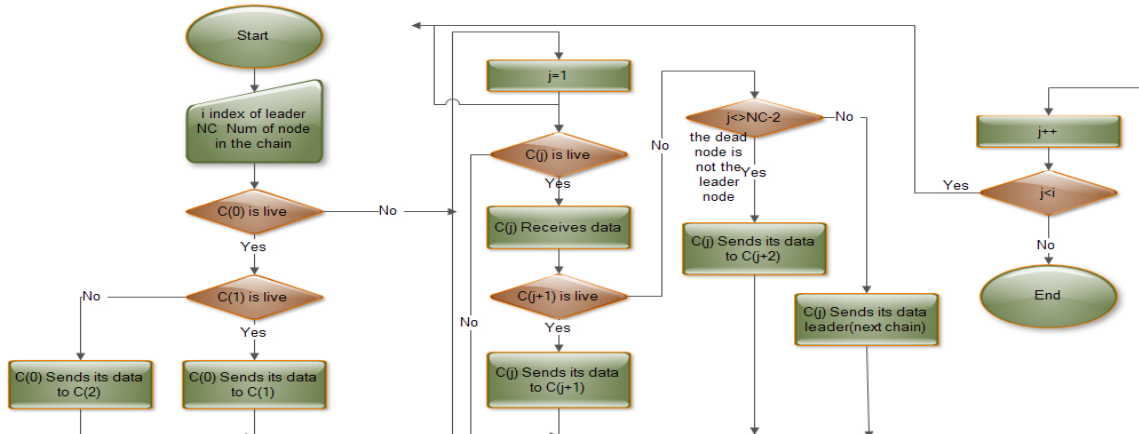 Start
i index of leader
NC  Num of node
in the chain
C(0) is live
No
Yes
C(1) is live
No
Yes
C(0) Sends its data
to C(2)
C(0) Sends its data
to C(1)
j=1
C(j) is live
Yes
No
C(j) Receives data
C(j+1) is live
No
Yes
C(j) Sends its data
to C(j+1)
j<>NC-2
No
the dead
node is
not the
leader
node
Yes
C(j) Sends its data
to C(j+2)
C(j) Sends its data
leader(next chain)
j++
j<i
Yes
No
End